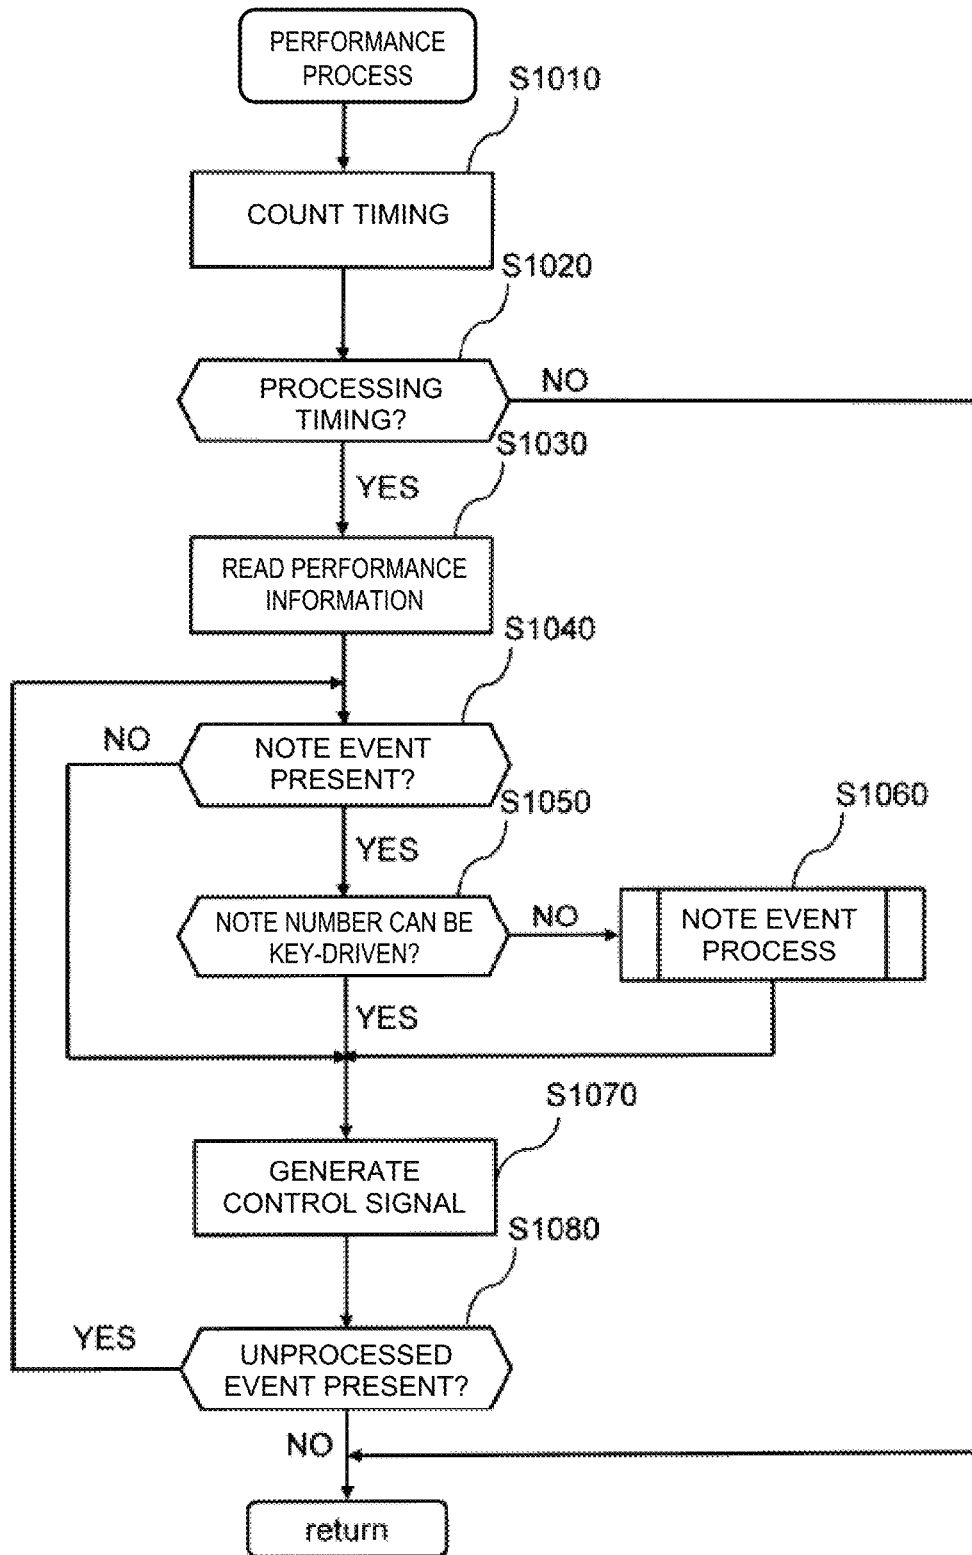 PERFORMANCE
PROCESS
S1010
COUNT TIMING
S1020
PROCESSING
TIMING?
NO
S1030
YES
READ PERFORMANCE
INFORMATION
S1040
NO
NOTE EVENT
PRESENT?
S1050
S1060
YES
NOTE NUMBER CAN BE
KEY-DRIVEN?
NO
NOTE EVENT
PROCESS
YES
S1070
GENERATE
CONTROL SIGNAL
S1080
YES
UNPROCESSED
EVENT PRESENT?
NO
return